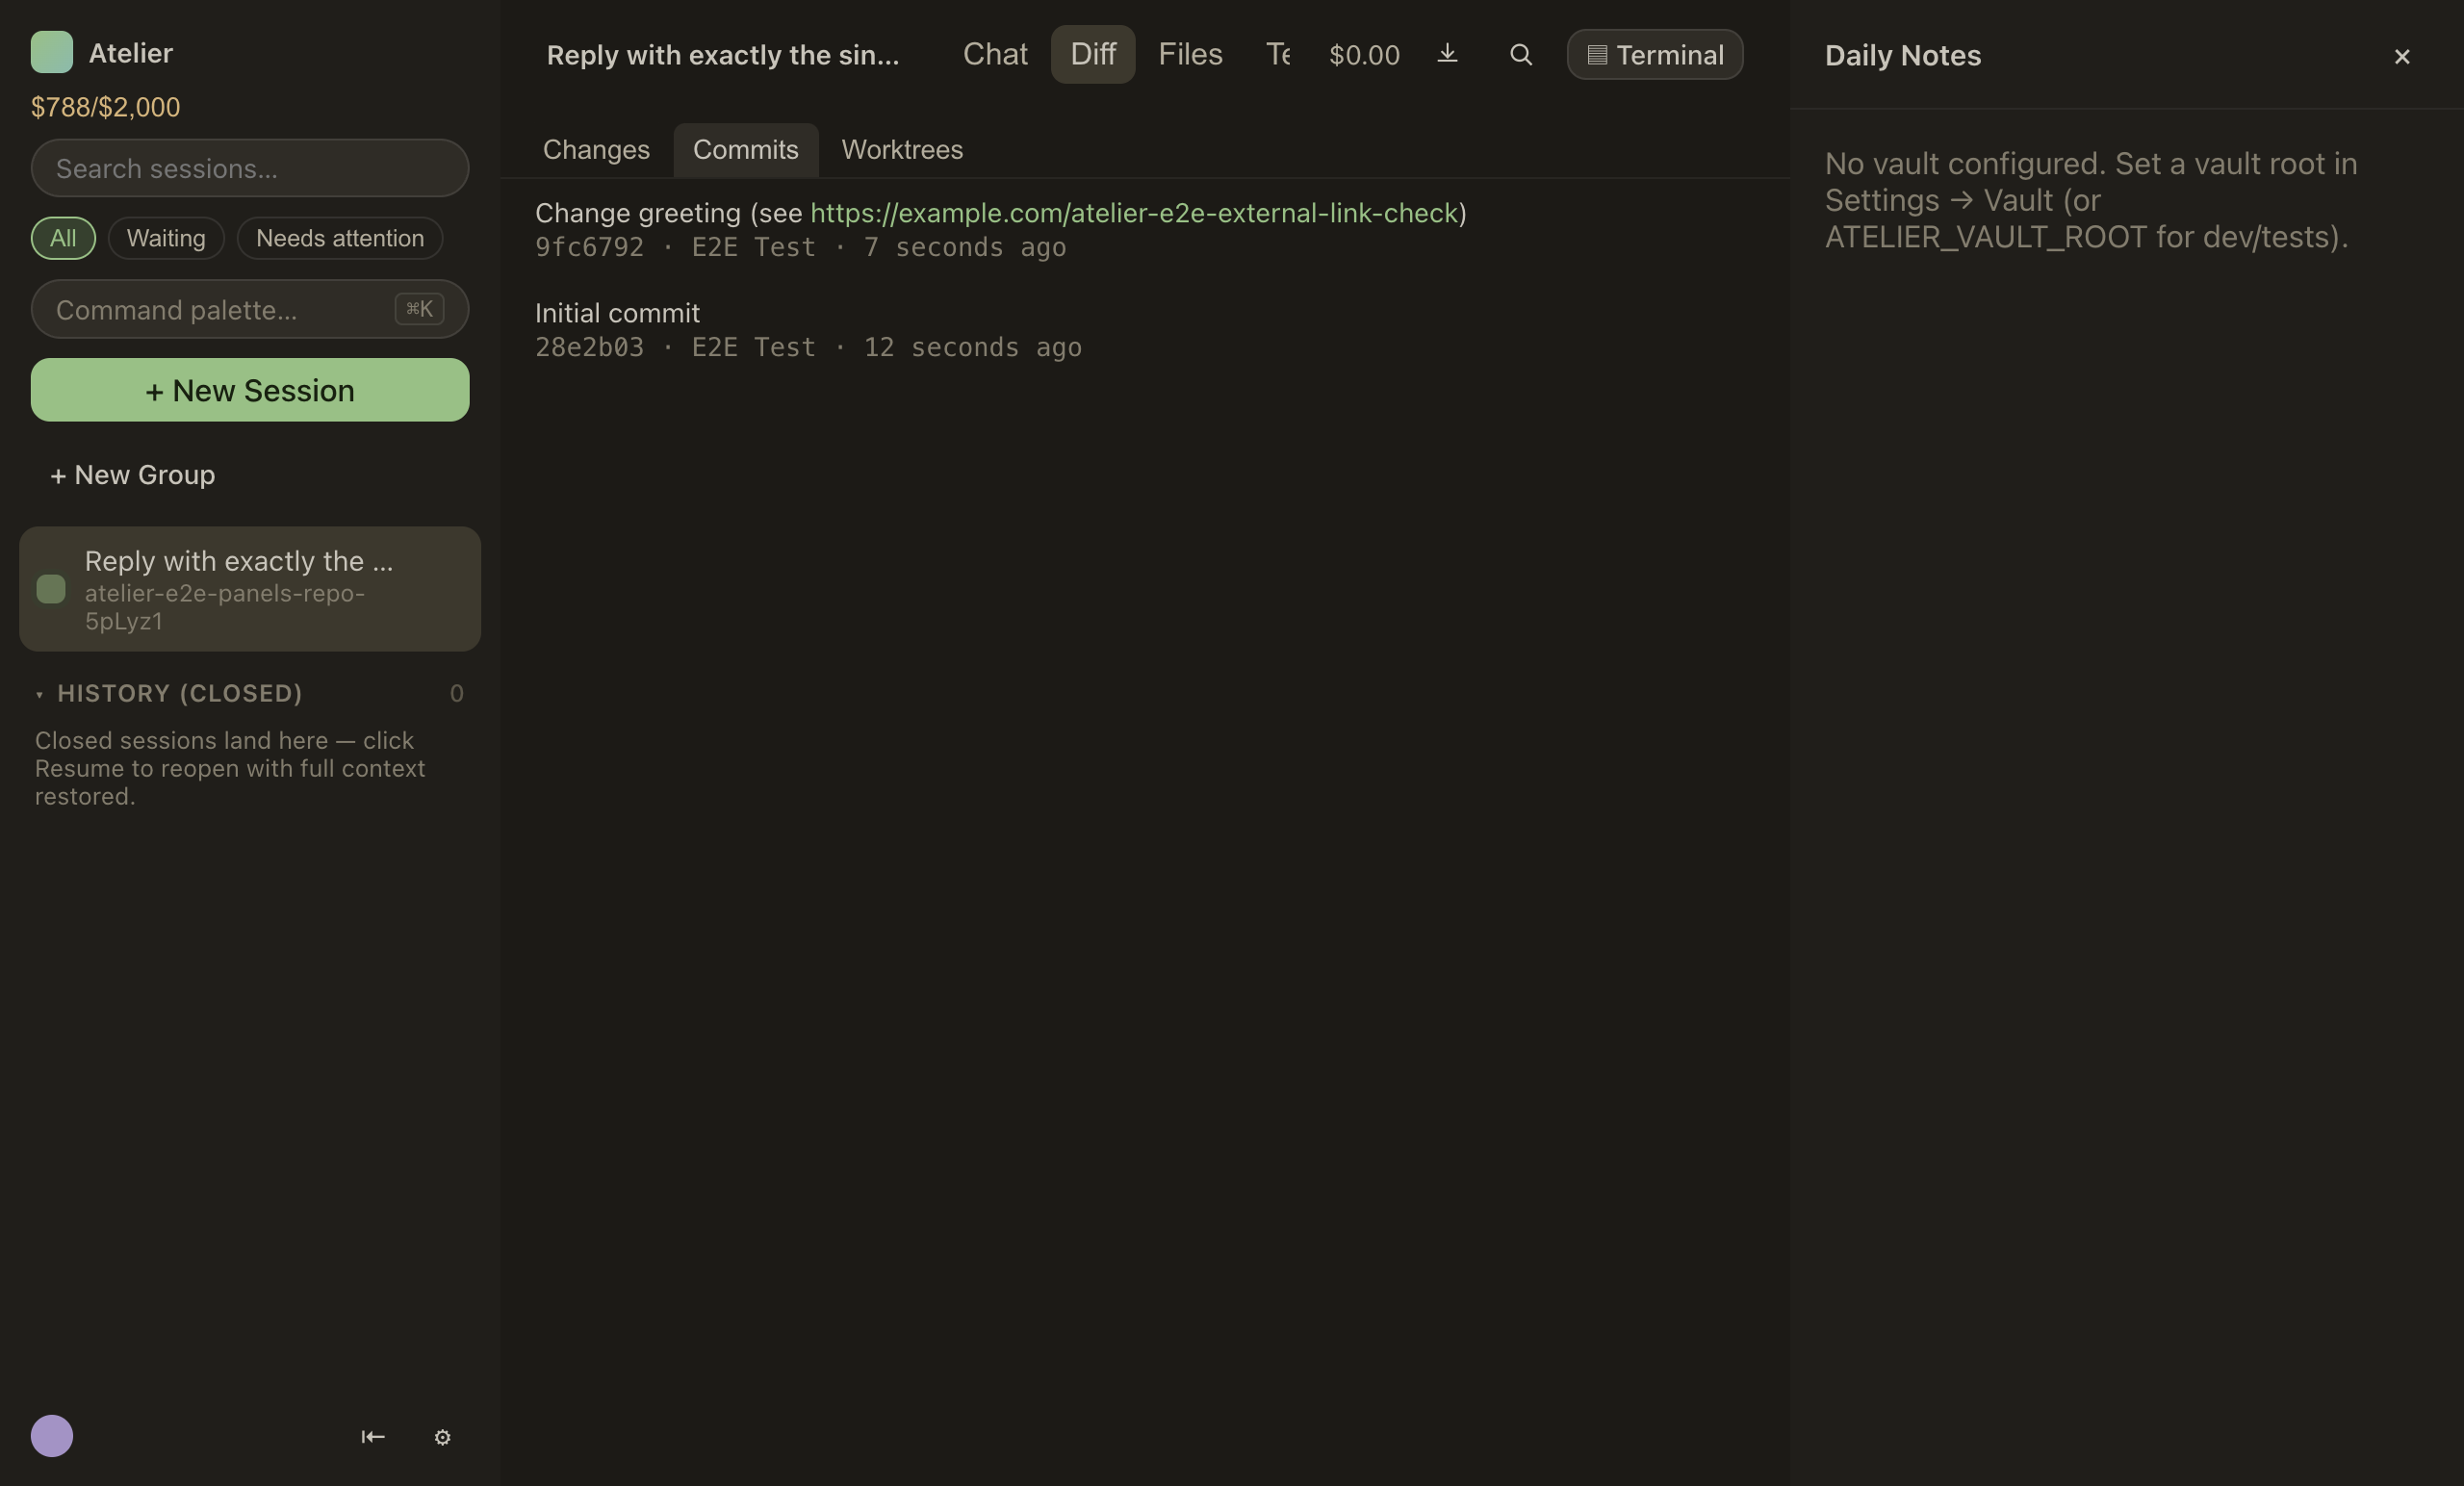 Atelier
$788/$2,000
Search sessions...
All
Waiting
Needs attention
Command palette...
⌘K
+ New Session
+ New Group
Reply with exactly the ...
atelier-e2e-panels-repo-
5pLyz1
HISTORY (CLOSED)
0
Closed sessions land here — click
Resume to reopen with full context
restored.
Reply with exactly the sin...
Chat
Diff
Files
$0.00
Terminal
Changes
Commits
Worktrees
Change greeting (see https://example.com/atelier-e2e-external-link-check)
9fc6792 · E2E Test · 7 seconds ago
Initial commit
28e2b03 · E2E Test · 12 seconds ago
Daily Notes
×
No vault configured. Set a vault root in
Settings → Vault (or
ATELIER_VAULT_ROOT for dev/tests).